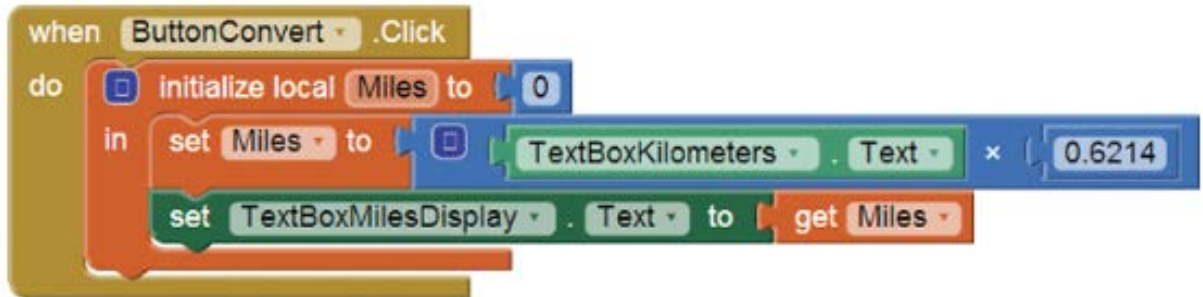 when ButtonConvert .Click
do initialize local Miles to 0
in set Miles to TextBoxKilometers . Text × 0.6214
set TextBoxMilesDisplay . Text to get Miles